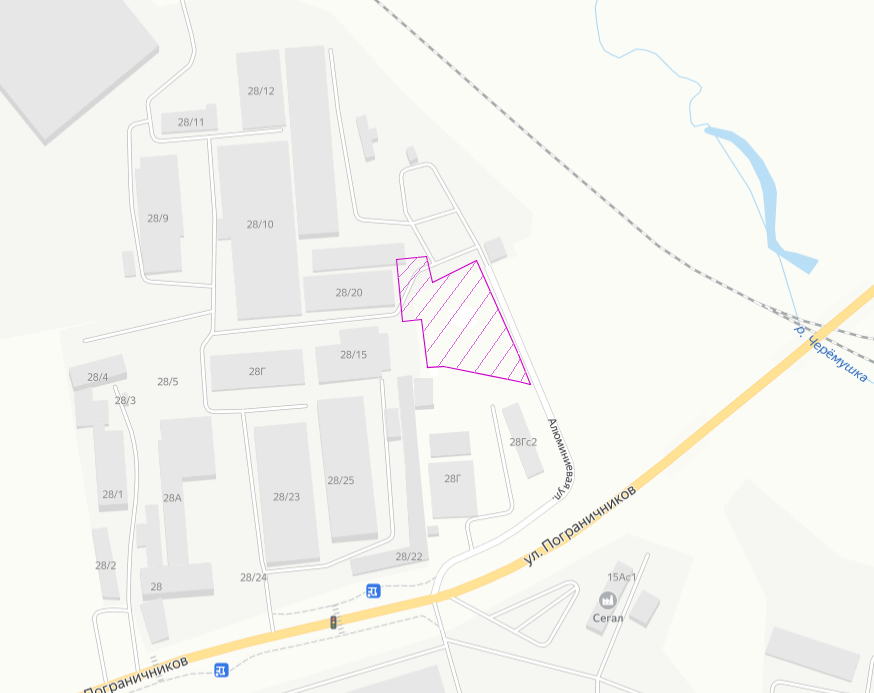 28/12
28/11
28/9
28/10
28/20
р. Черёмушка
28/15
28/4
28/5
28Г
28/3
Алюминиевая ул.
28Гс2
28Г
28/25
28/1
28А
28/23
ул. Пограничников
28/22
28/2
28/24
28
15Ас1
Сегал
Пограничников